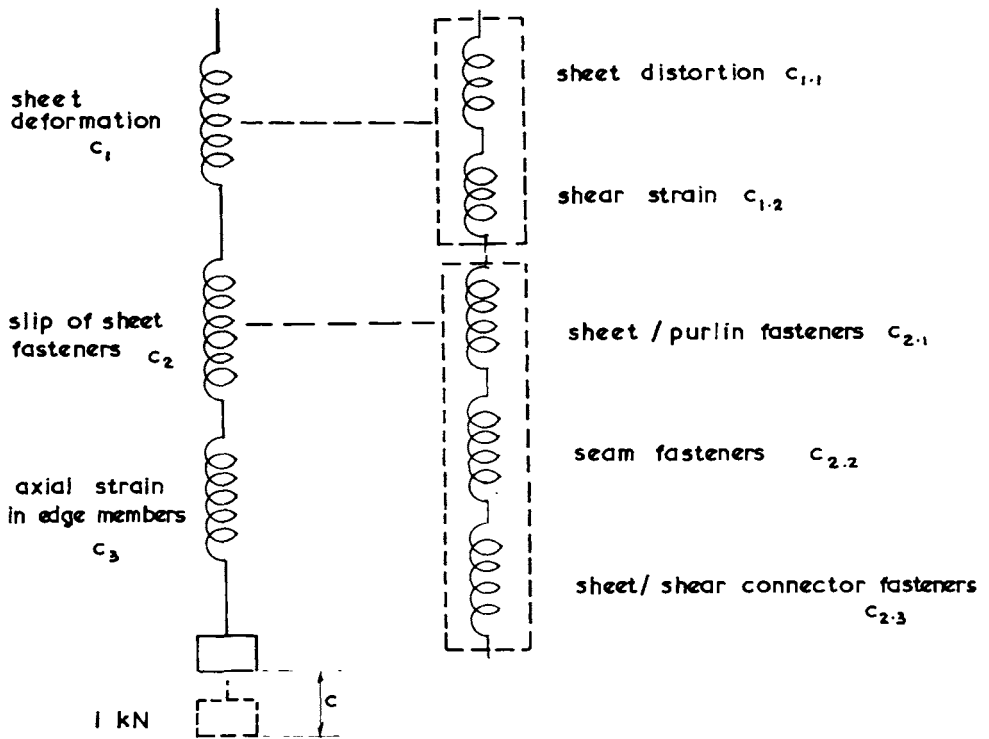 sheet
deformation
c₁
slip of sheet
fasteners c₂
axial strain
in edge members
c₃
1 kN
c
sheet distortion c₁.₁
shear strain c₁.₂
sheet / purlin fasteners c₂.₁
seam fasteners c₂.₂
sheet/ shear connector fasteners
c₂.₃